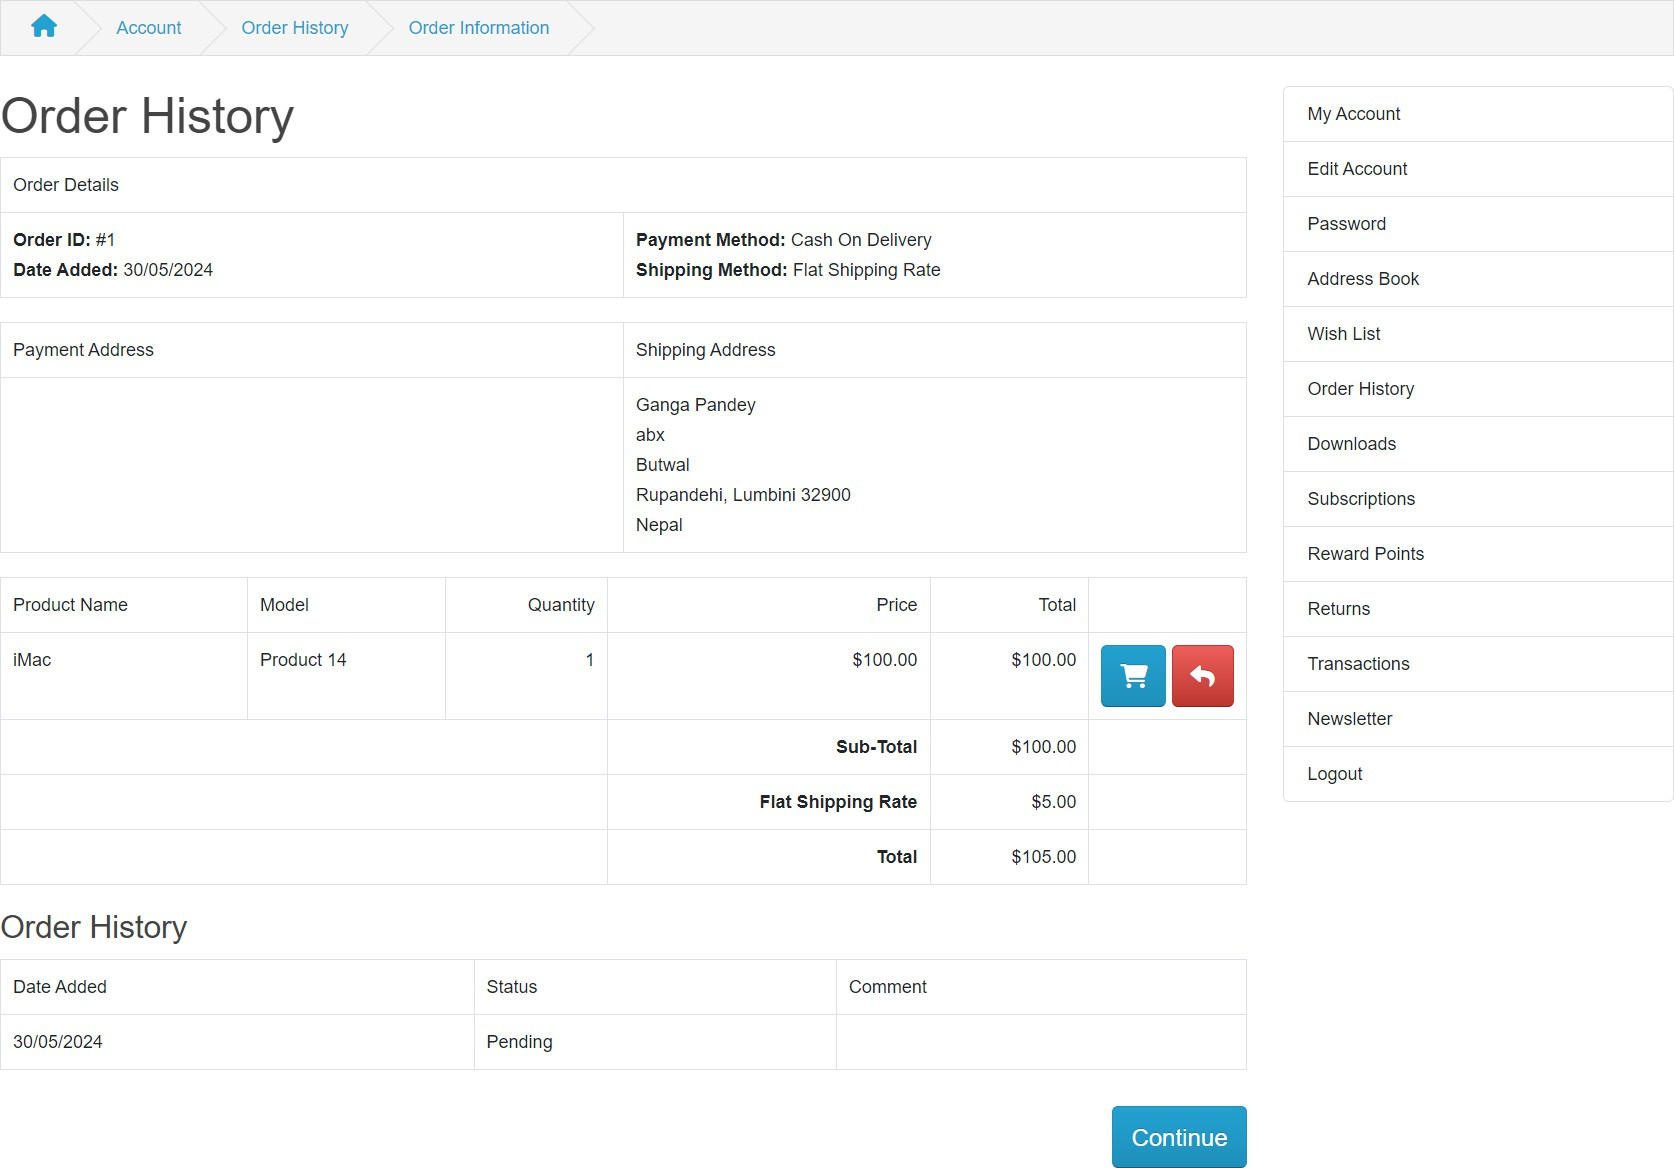 Account
Order History
Order Information
Order History
Order Details
Order ID: #1
Date Added: 30/05/2024
Payment Method: Cash On Delivery
Shipping Method: Flat Shipping Rate
Payment Address
Shipping Address
Ganga Pandey
abx
Butwal
Rupandehi, Lumbini 32900
Nepal
Product Name Model Quantity Price Total
iMac Product 14 1 $100.00 $100.00
Sub-Total $100.00
Flat Shipping Rate $5.00
Total $105.00
Order History
Date Added Status Comment
30/05/2024 Pending
Continue
My Account
Edit Account
Password
Address Book
Wish List
Order History
Downloads
Subscriptions
Reward Points
Returns
Transactions
Newsletter
Logout